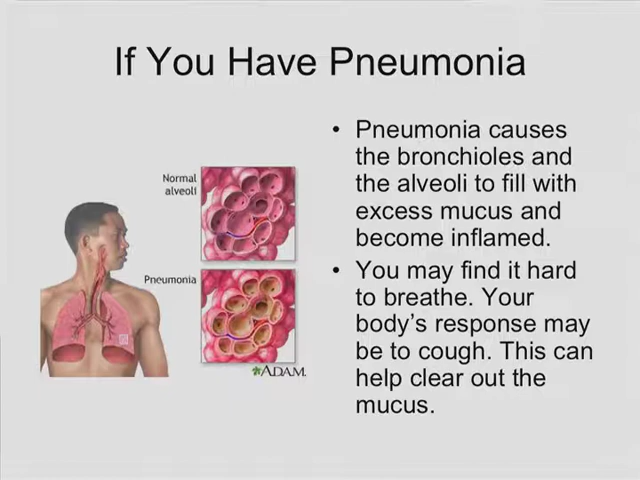 If You Have Pneumonia
Normal
alveoli
Pneumonia
ADAM.
• Pneumonia causes
the bronchioles and
the alveoli to fill with
excess mucus and
become inflamed.
• You may find it hard
to breathe. Your
body's response may
be to cough. This can
help clear out the
mucus.